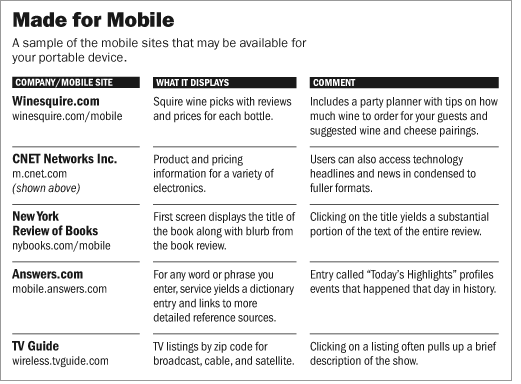 Made for Mobile
A sample of the mobile sites that may be available for
your portable device.
COMPANY/MOBILE SITE
WHAT IT DISPLAYS
COMMENT
Winesquire.com
winesquire.com/mobile
Squire wine picks with reviews
and prices for each bottle.
Includes a party planner with tips on how
much wine to order for your guests and
suggested wine and cheese pairings.
CNET Networks Inc.
m.cnet.com
(shown above)
Product and pricing
information for a variety of
electronics.
Users can also access technology
headlines and news in condensed to
fuller formats.
New York
Review of Books
nybooks.com/mobile
First screen displays the title of
the book along with blurb from
the book review.
Clicking on the title yields a substantial
portion of the text of the entire review.
Answers.com
mobile.answers.com
For any word or phrase you
enter, service yields a dictionary
entry and links to more
detailed reference sources.
Entry called “Today’s Highlights” profiles
events that happened that day in history.
TV Guide
wireless.tvguide.com
TV listings by zip code for
broadcast, cable, and satellite.
Clicking on a listing often pulls up a brief
description of the show.